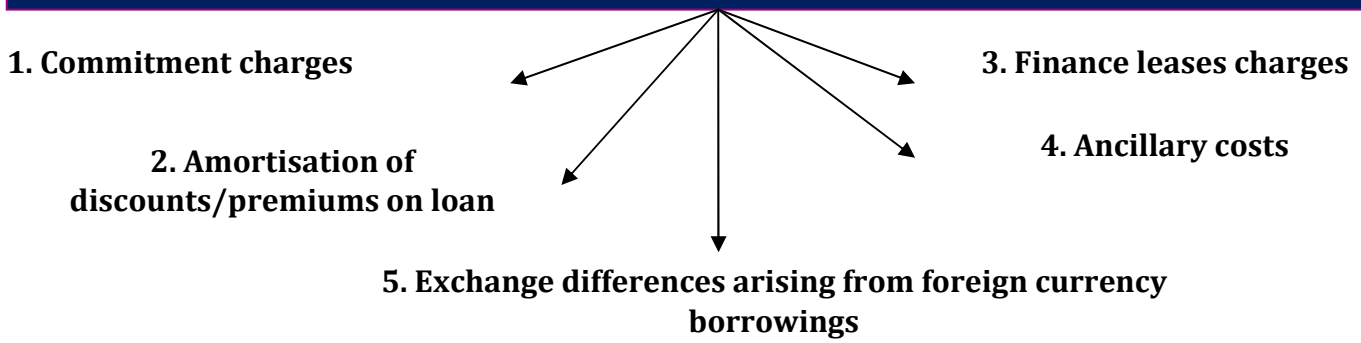 1. Commitment charges
3. Finance leases charges
2. Amortisation of
discounts/premiums on loan
4. Ancillary costs
5. Exchange differences arising from foreign currency
borrowings